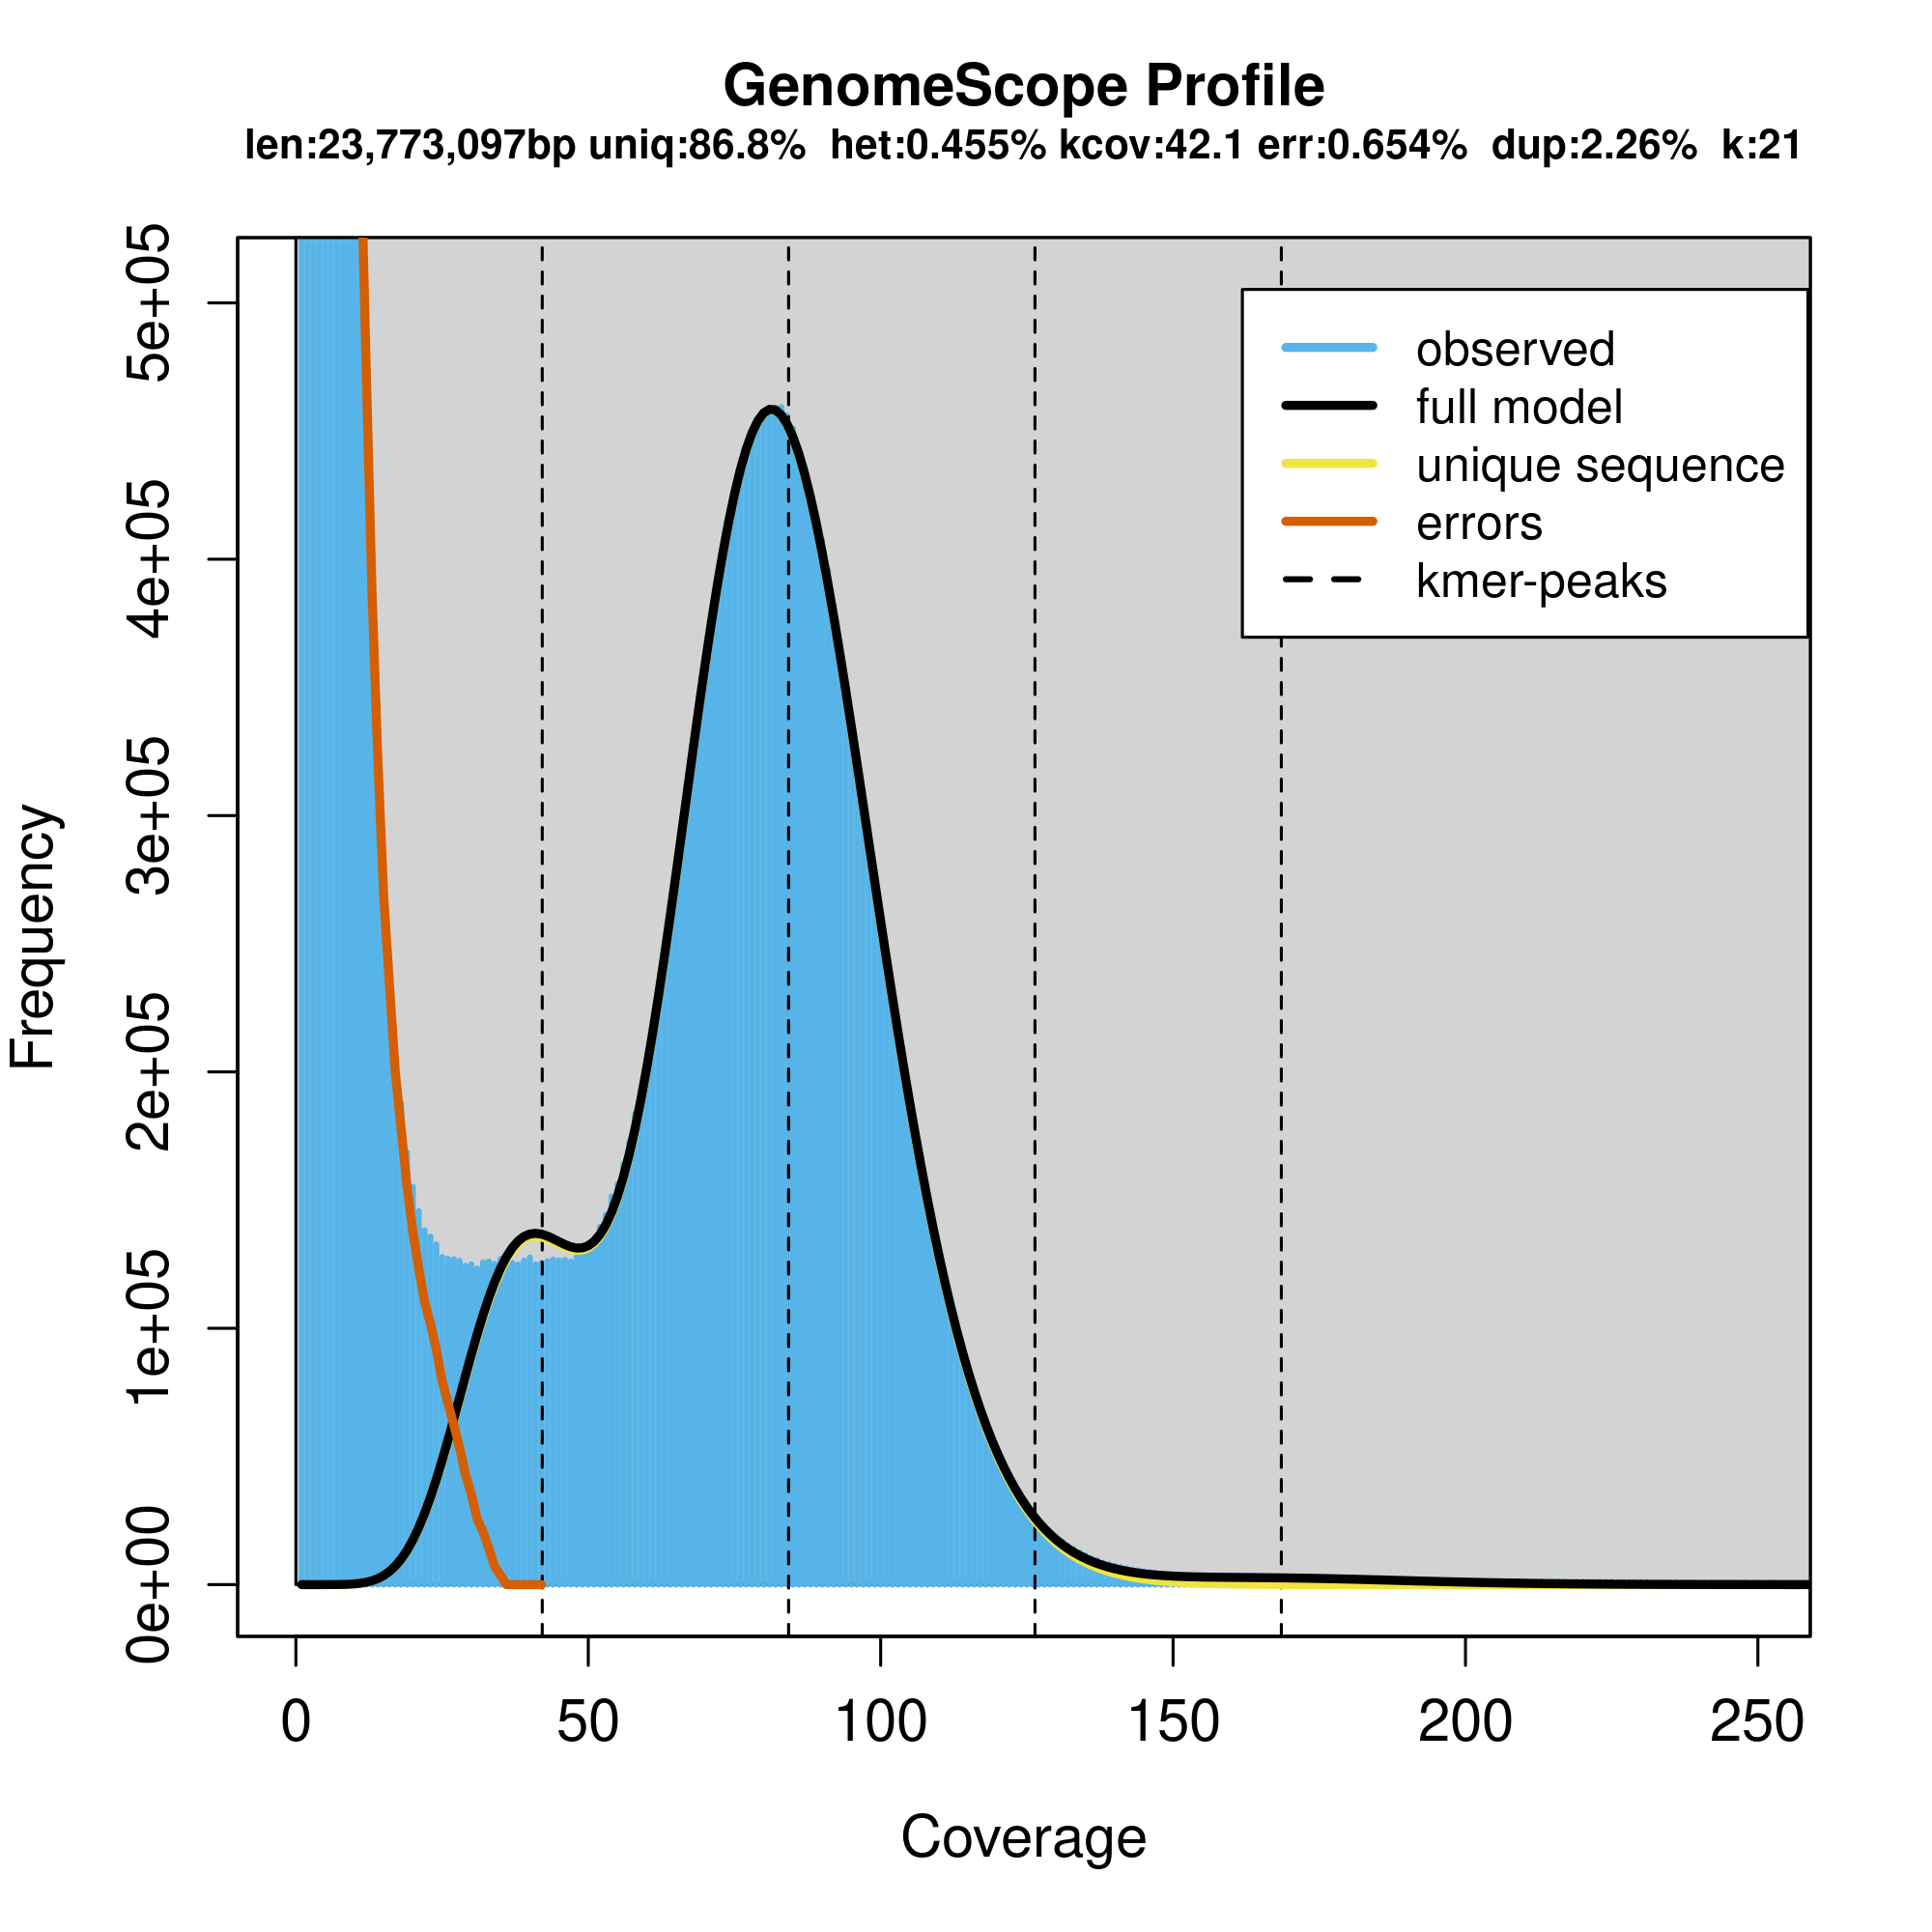 GenomeScope Profile
len:23,773,097bp uniq:86.8% het:0.455% kcov:42.1 err:0.654% dup:2.26% k:21
observed
full model
unique sequence
errors
kmer-peaks
Frequency
5e+05
4e+05
3e+05
2e+05
1e+05
0e+00
0 50 100 150 200 250
Coverage